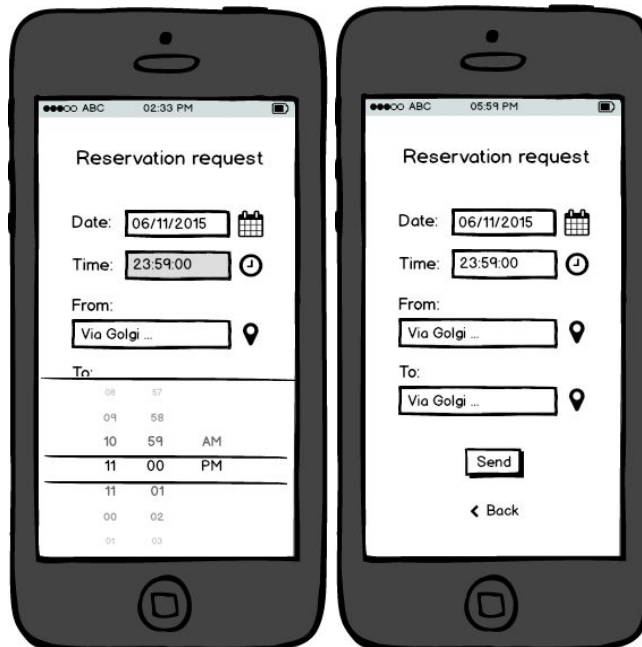 ABC 02:33 PM
Reservation request
Date: 06/11/2015
Time: 23:59:00
From:
Via Golgi ...
To:
08 57
09 58
10 59 AM
11 00 PM
11 01
00 02
01 03
ABC 05:59 PM
Reservation request
Date: 06/11/2015
Time: 23:59:00
From:
Via Golgi ...
To:
Via Golgi ...
Send
< Back